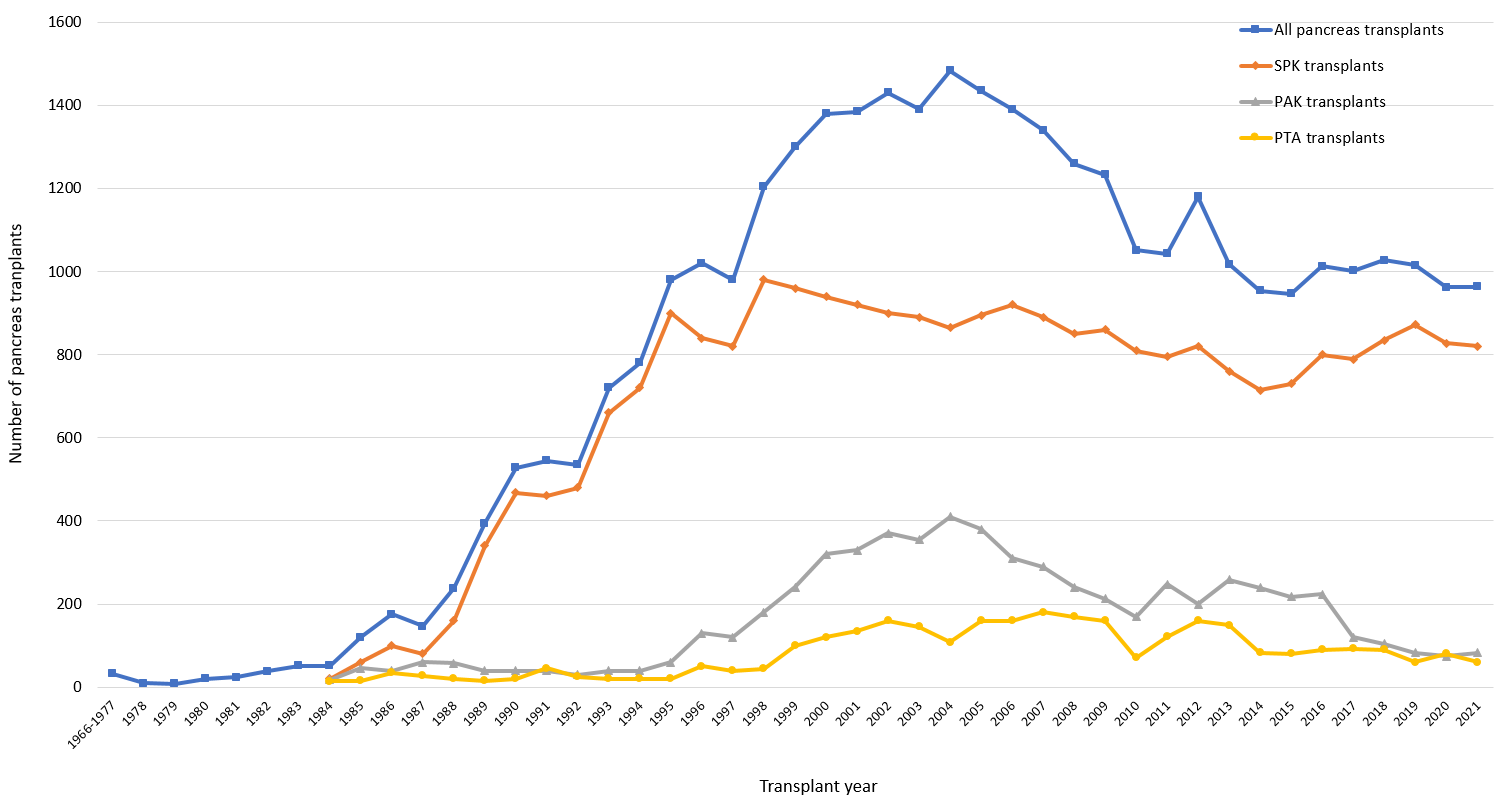 1600
1400
1200
1000
800
600
400
200
0
Number of pancreas tranplants
All pancreas transplants
SPK transplants
PAK transplants
PTA transplants
1966-1977 1978 1979 1980 1981 1982 1983 1984 1985 1986 1987 1988 1989 1990 1991 1992 1993 1994 1995 1996 1997 1998 1999 2000 2001 2002 2003 2004 2005 2006 2007 2008 2009 2010 2011 2012 2013 2014 2015 2016 2017 2018 2019 2020 2021
Transplant year